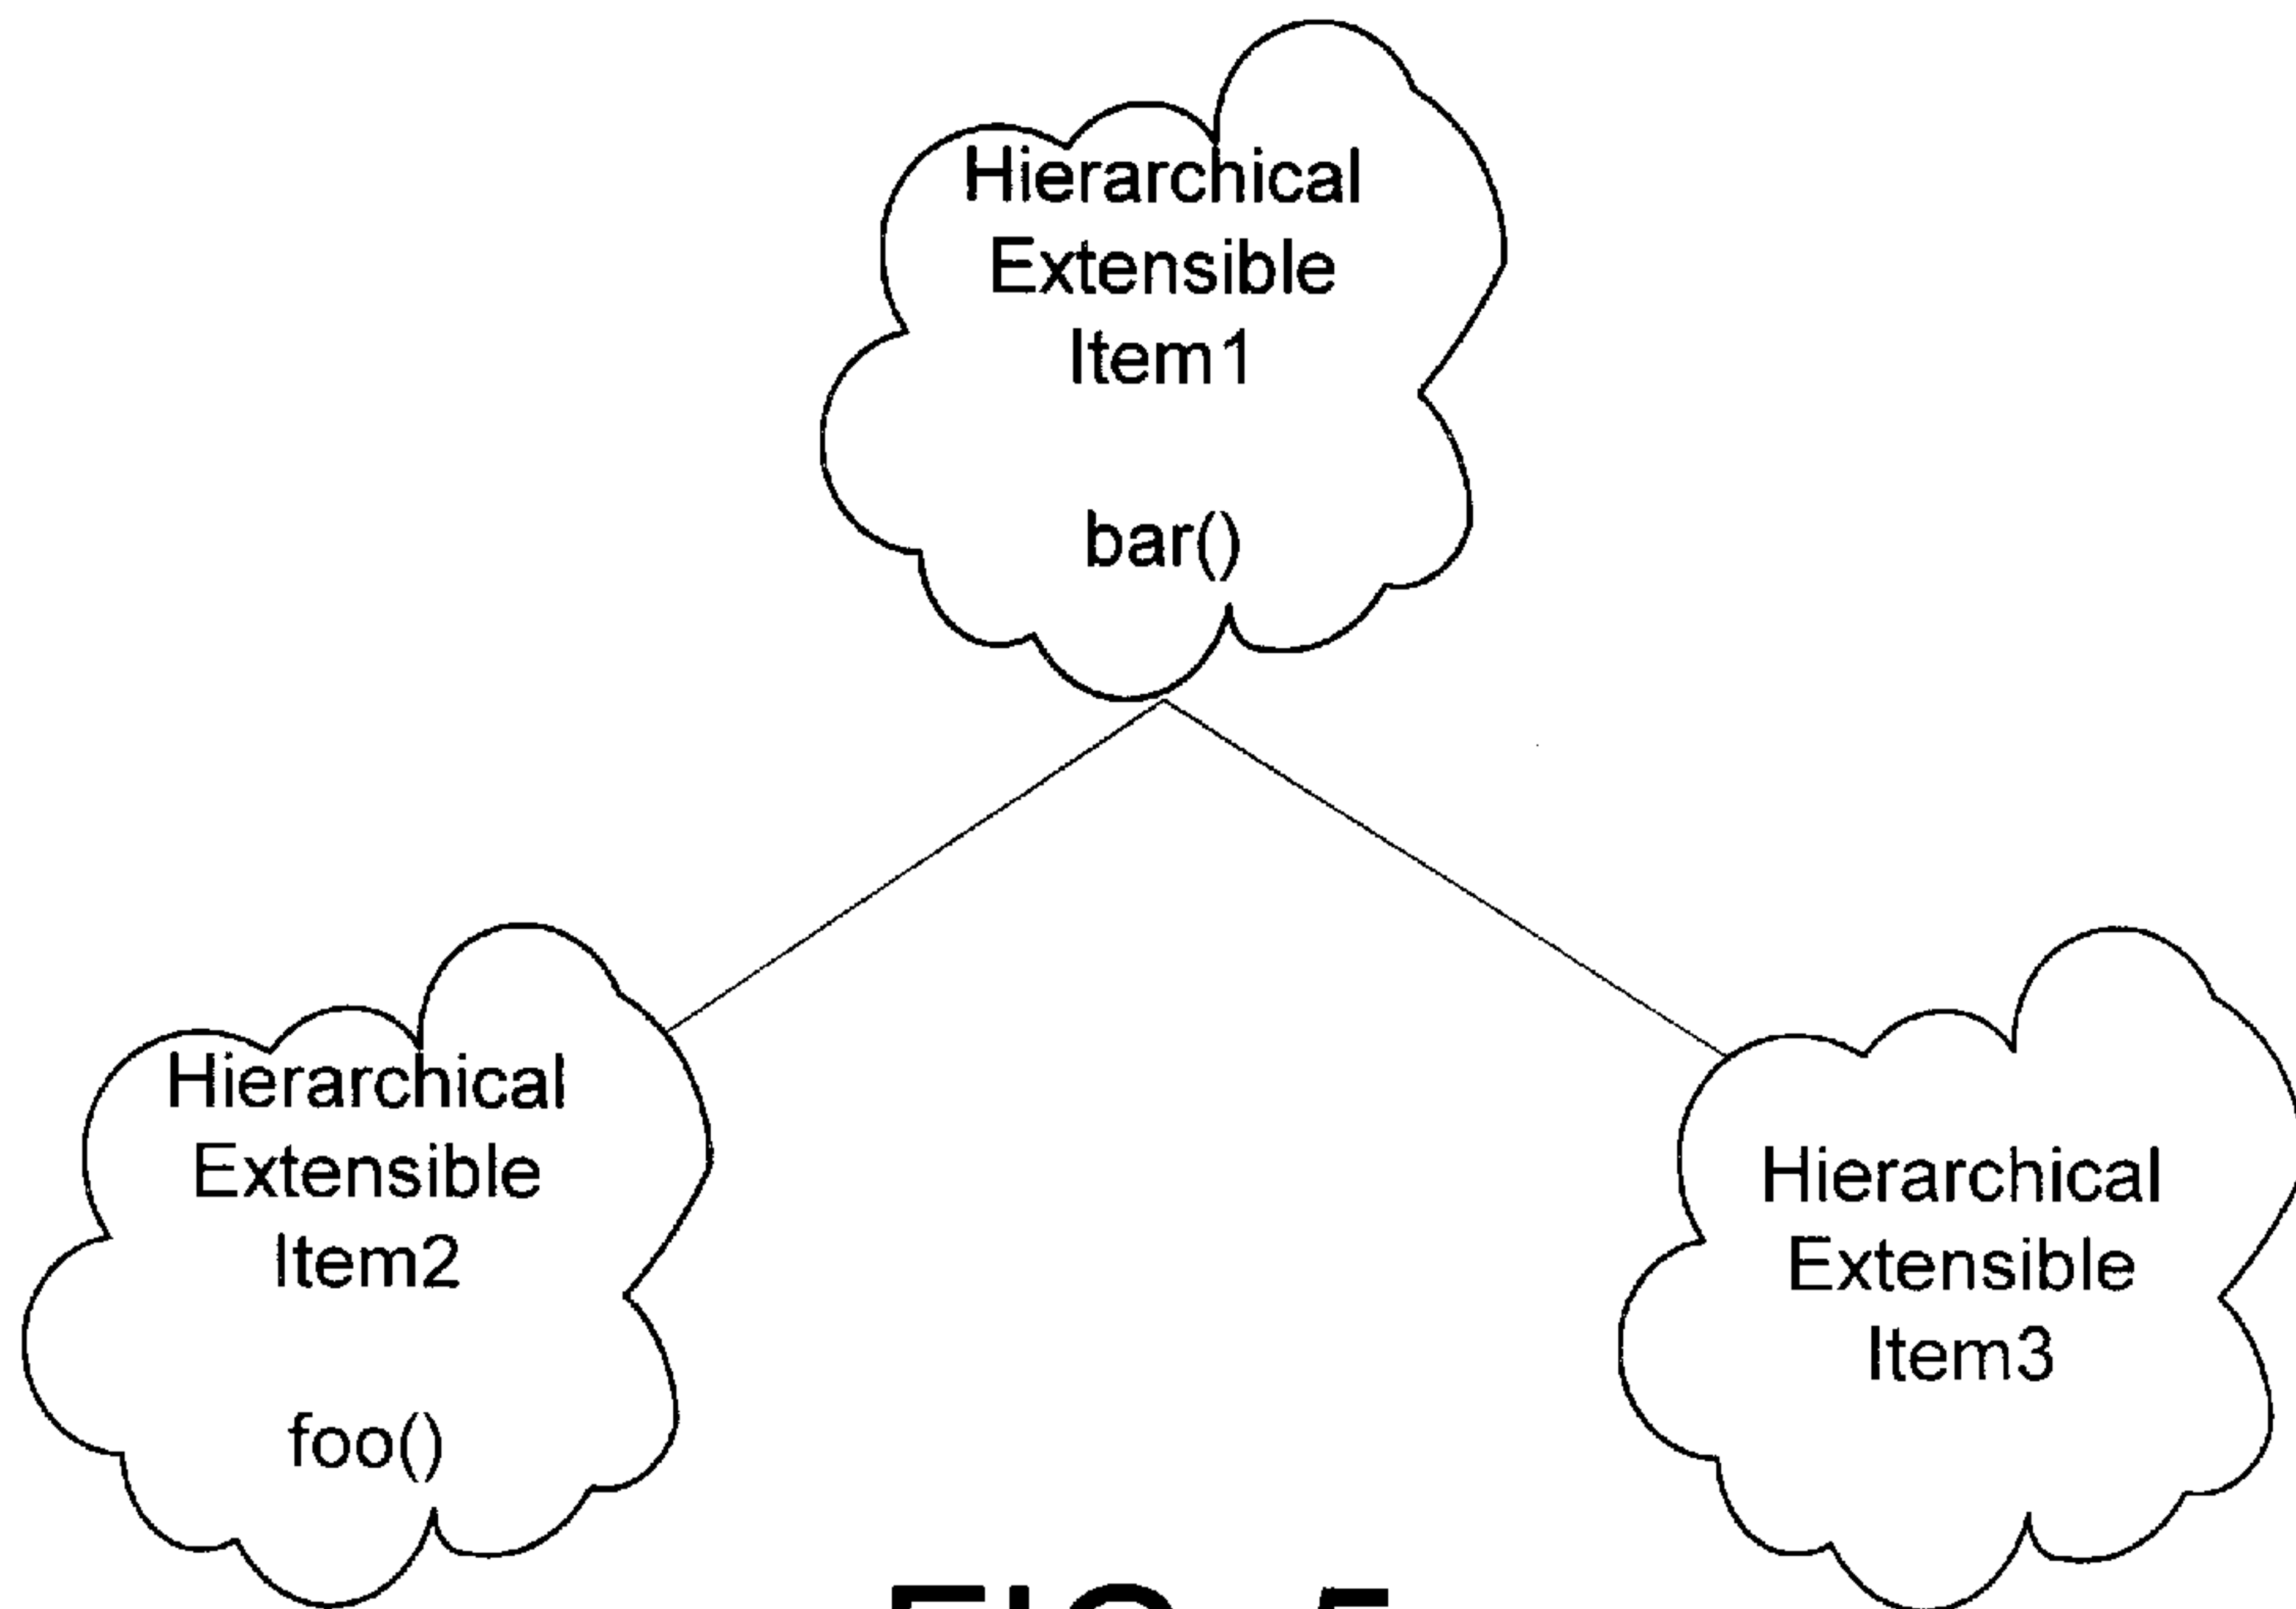 Hierarchical
Extensible
Item1
bar()
Hierarchical
Extensible
Item2
foo()
Hierarchical
Extensible
Item3